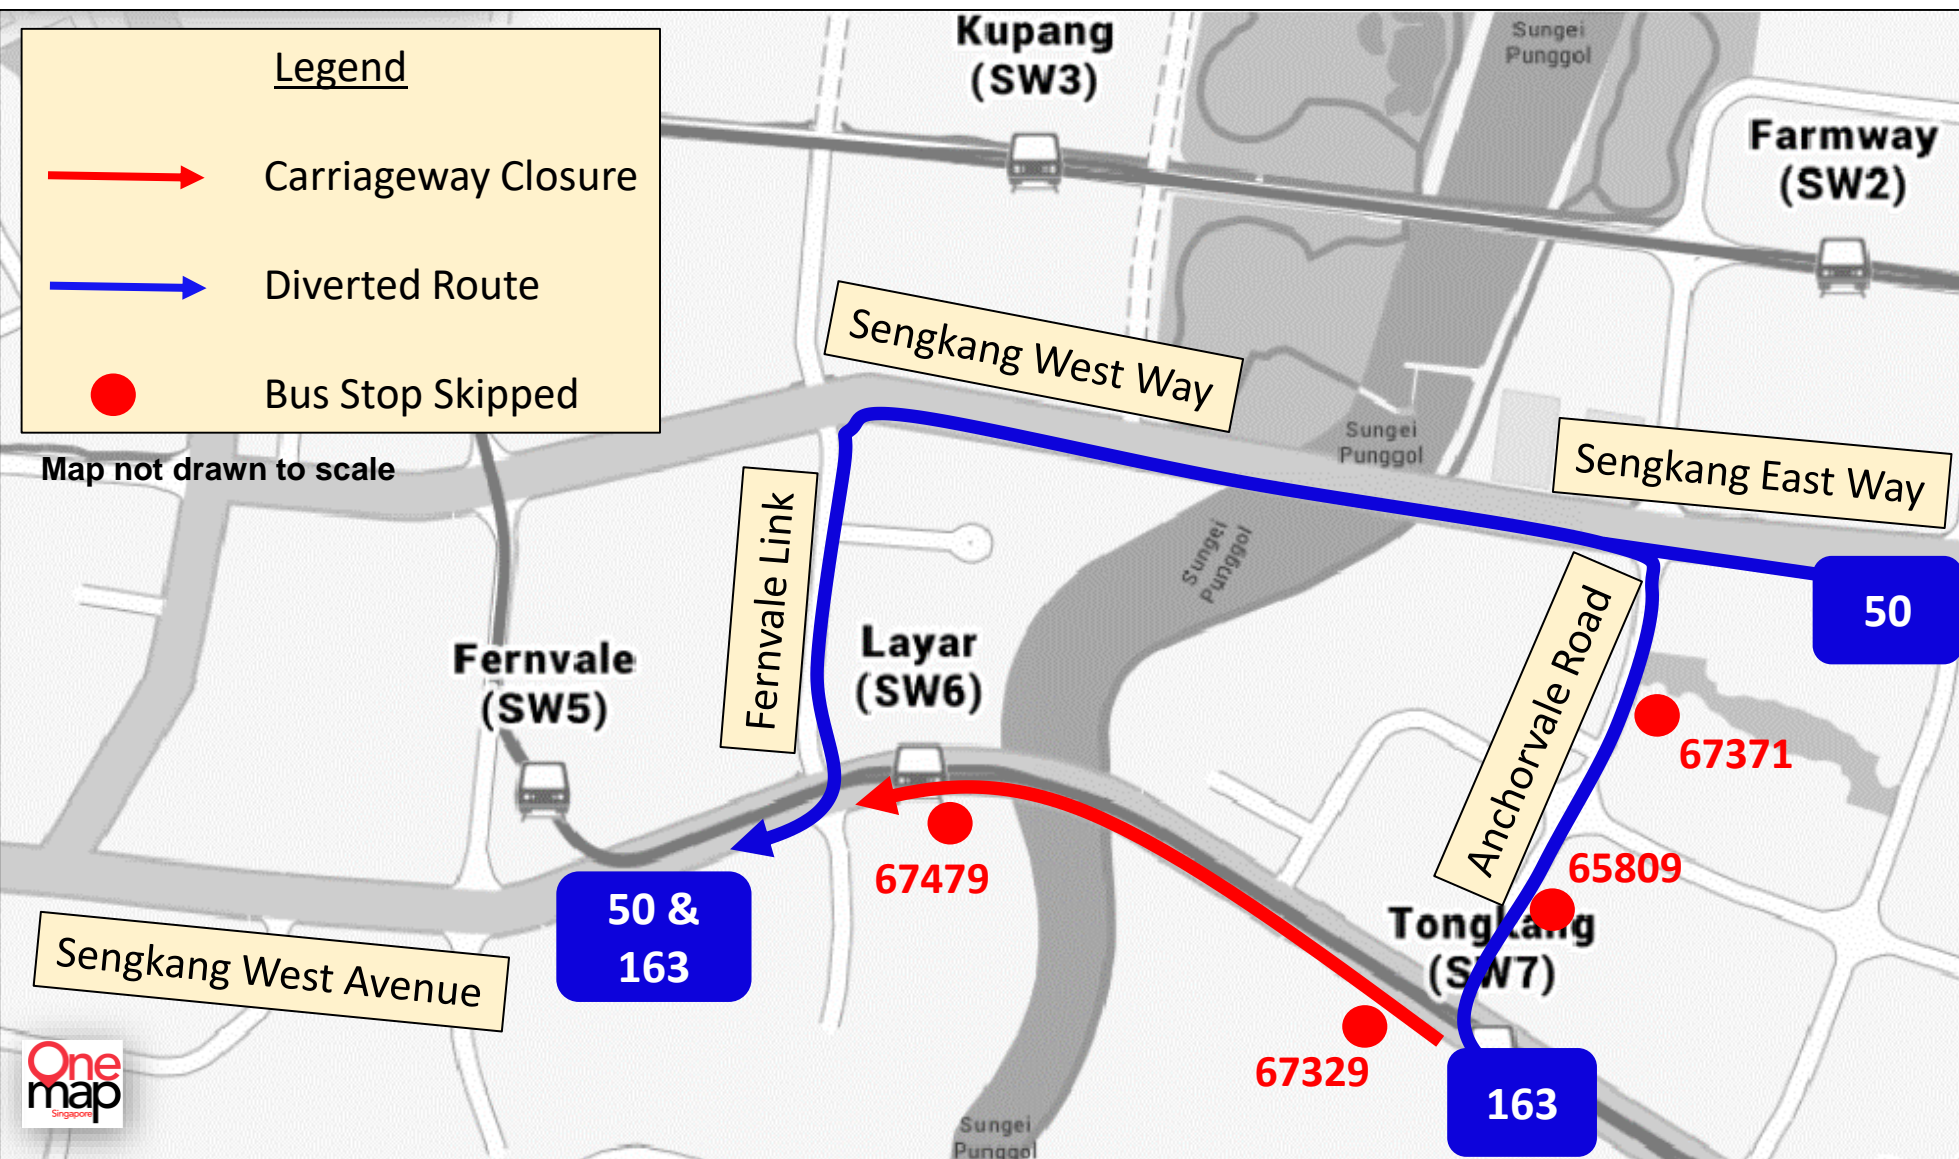 Legend
Carriageway Closure
Diverted Route
Bus Stop Skipped
Map not drawn to scale
Kupang
(SW3)
Sungei
Punggol
Farmway
(SW2)
Sengkang West Way
Sungei
Punggol
Sengkang East Way
Fernvale Link
Sungei
Punggol
Anchorvale Road
50
Fernvale
(SW5)
Layar
(SW6)
67371
67479
65809
50 &
163
Tongkang
(SW7)
Sengkang West Avenue
67329
163
One
map
Singapore
Sungei
Punggol